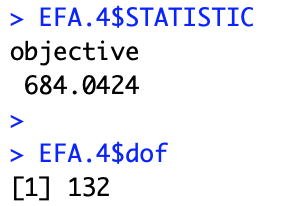 > EFA.4$STATISTIC
objective
684.0424
>
> EFA.4$dof
[1] 132